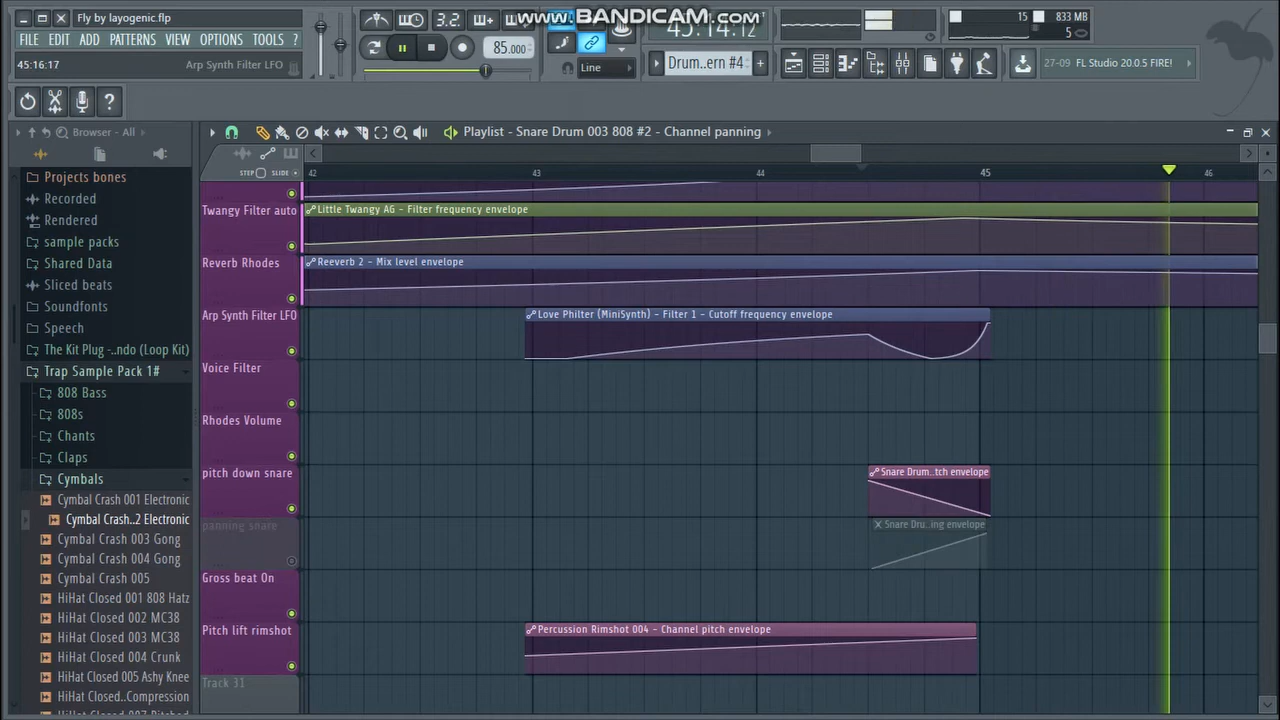 Fly by layogenic.flp
www.BANDICAM.com
FILE EDIT ADD PATTERNS VIEW OPTIONS TOOLS ?
45:16:17
Arp Synth Filter LFO
3.2
85.000
Line
45:14:12
Drum..ern #4
15
833 MB
5
27-09 FL Studio 20.0.5 FIRE!
Browser - All
Playlist - Snare Drum 003 808 #2 - Channel panning
STEP SLIDE
42 43 44 45 46
Projects bones
Recorded
Rendered
sample packs
Shared Data
Sliced beats
Soundfonts
Speech
The Kit Plug -..ndo (Loop Kit)
Trap Sample Pack 1#
808 Bass
808s
Chants
Claps
Cymbals
Cymbal Crash 001 Electronic
Cymbal Crash..2 Electronic
Cymbal Crash 003 Gong
Cymbal Crash 004 Gong
Cymbal Crash 005
HiHat Closed 001 808 Hatz
HiHat Closed 002 MC38
HiHat Closed 003 MC38
HiHat Closed 004 Crunk
HiHat Closed 005 Ashy Knee
HiHat Closed..Compression
Twangy Filter auto
Little Twangy AG - Filter frequency envelope
Reverb Rhodes
Reeverb 2 - Mix level envelope
Arp Synth Filter LFO
Love Philter (MiniSynth) - Filter 1 - Cutoff frequency envelope
Voice Filter
Rhodes Volume
pitch down snare
Snare Drum..tch envelope
panning snare
Snare Dru..ing envelope
Gross beat On
Pitch lift rimshot
Percussion Rimshot 004 - Channel pitch envelope
Track 31